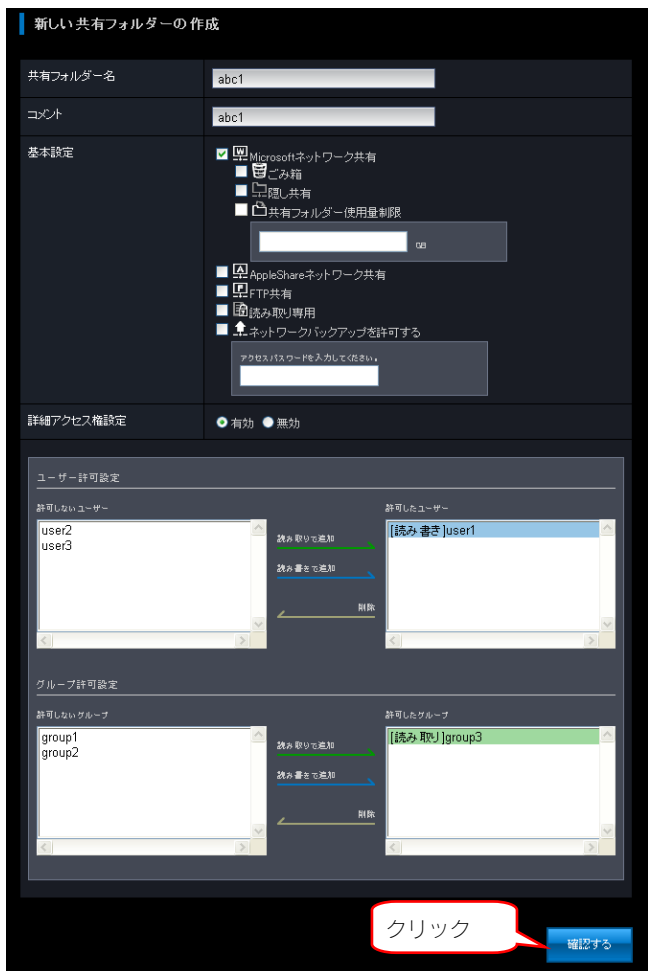 新しい共有フォルダーの作成
共有フォルダー名
abc1
コメント
abc1
基本設定
Microsoftネットワーク共有
ごみ箱
隠し共有
共有フォルダー使用量制限
GB
AppleShareネットワーク共有
FTP共有
読み取り専用
ネットワークバックアップを許可する
アクセスパスワードを入力してください。
詳細アクセス権設定
有効 無効
ユーザー許可設定
許可しないユーザー
許可したユーザー
user2
user3
読み取りで追加
読み書きで追加
削除
[読み書き]user1
グループ許可設定
許可しないグループ
許可したグループ
group1
group2
読み取りで追加
読み書きで追加
削除
[読み取り]group3
クリック
確認する